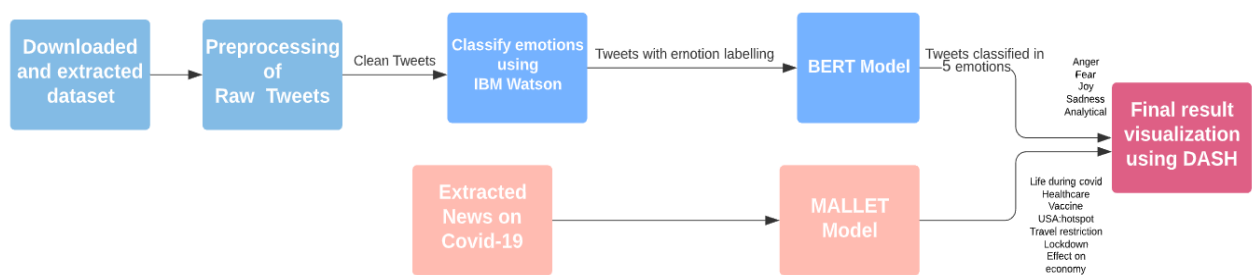 Downloaded
and extracted
dataset
Preprocessing
of
Raw Tweets
Clean Tweets
Classify emotions
using
IBM Watson
Tweets with emotion labelling
BERT Model
Tweets classified in
5 emotions
Anger
Fear
Joy
Sadness
Analytical
Final result
visualization
using DASH
Extracted
News on
Covid-19
MALLET
Model
Life during covid
Healthcare
Vaccine
USA:hotspot
Travel restriction
Lockdown
Effect on
economy